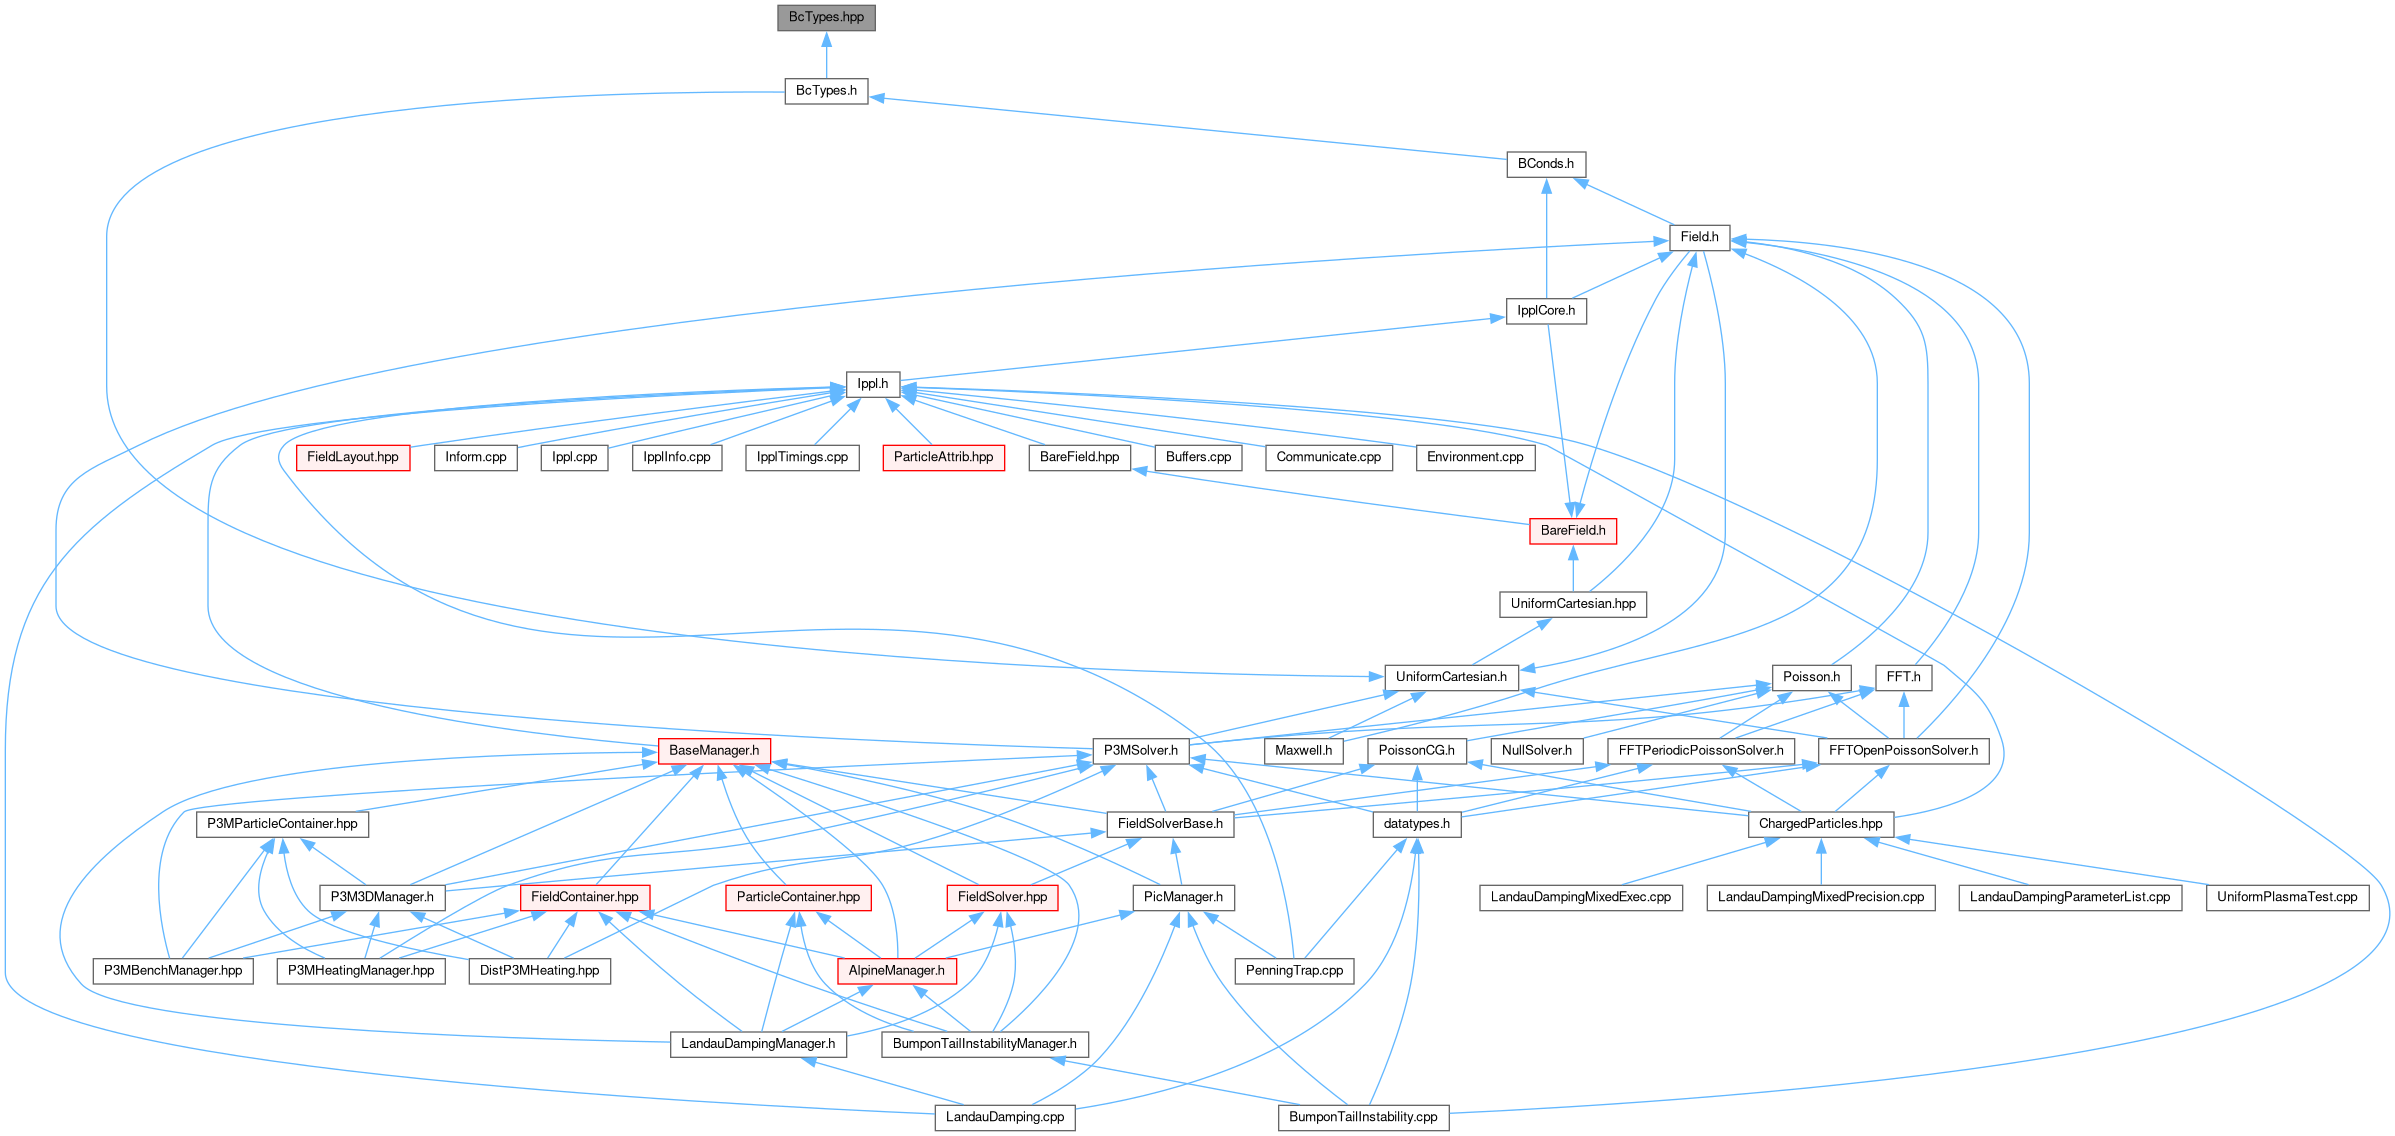 BcTypes.hpp
BcTypes.h
BConds.h
Field.h
IpplCore.h
Ippl.h
FieldLayout.hpp
Inform.cpp
Ippl.cpp
IpplInfo.cpp
IpplTimings.cpp
ParticleAttrib.hpp
BareField.hpp
Buffers.cpp
Communicate.cpp
Environment.cpp
BareField.h
UniformCartesian.hpp
UniformCartesian.h
Poisson.h
FFT.h
BaseManager.h
P3MSolver.h
Maxwell.h
PoissonCG.h
NullSolver.h
FFTPeriodicPoissonSolver.h
FFTOpenPoissonSolver.h
P3MParticleContainer.hpp
FieldSolverBase.h
datatypes.h
ChargedParticles.hpp
P3M3DManager.h
FieldContainer.hpp
ParticleContainer.hpp
FieldSolver.hpp
PicManager.h
LandauDampingMixedExec.cpp
LandauDampingMixedPrecision.cpp
LandauDampingParameterList.cpp
UniformPlasmaTest.cpp
P3MBenchManager.hpp
P3MHeatingManager.hpp
DistP3MHeating.hpp
AlpineManager.h
PenningTrap.cpp
LandauDampingManager.h
BumponTailInstabilityManager.h
LandauDamping.cpp
BumponTailInstability.cpp